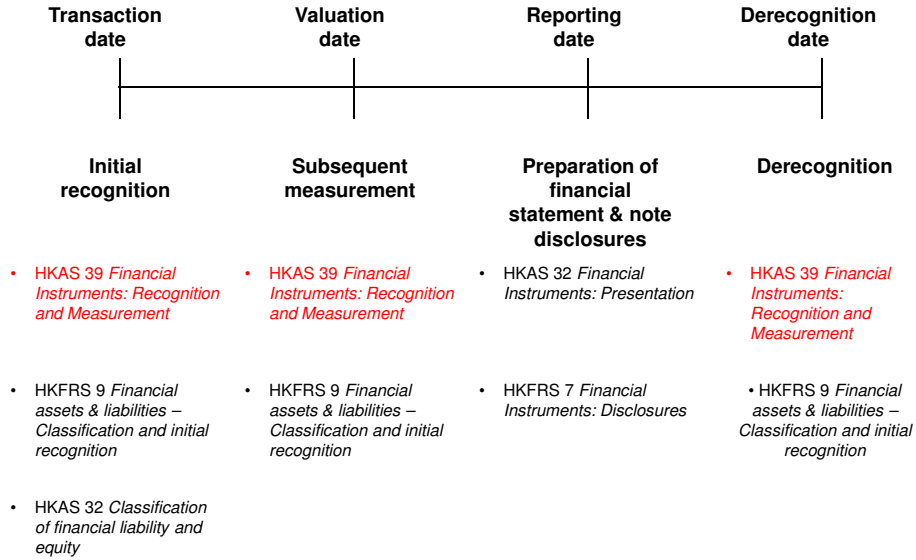 Transaction
date
Valuation
date
Reporting
date
Derecognition
date
Initial
recognition
Subsequent
measurement
Preparation of
financial
statement & note
disclosures
Derecognition
• HKAS 39 Financial
Instruments: Recognition
and Measurement
• HKFRS 9 Financial
assets & liabilities –
Classification and initial
recognition
• HKAS 32 Classification
of financial liability and
equity
• HKAS 39 Financial
Instruments: Recognition
and Measurement
• HKFRS 9 Financial
assets & liabilities –
Classification and initial
recognition
• HKAS 32 Financial
Instruments: Presentation
• HKFRS 7 Financial
Instruments: Disclosures
• HKAS 39 Financial
Instruments:
Recognition and
Measurement
• HKFRS 9 Financial
assets & liabilities –
Classification and initial
recognition